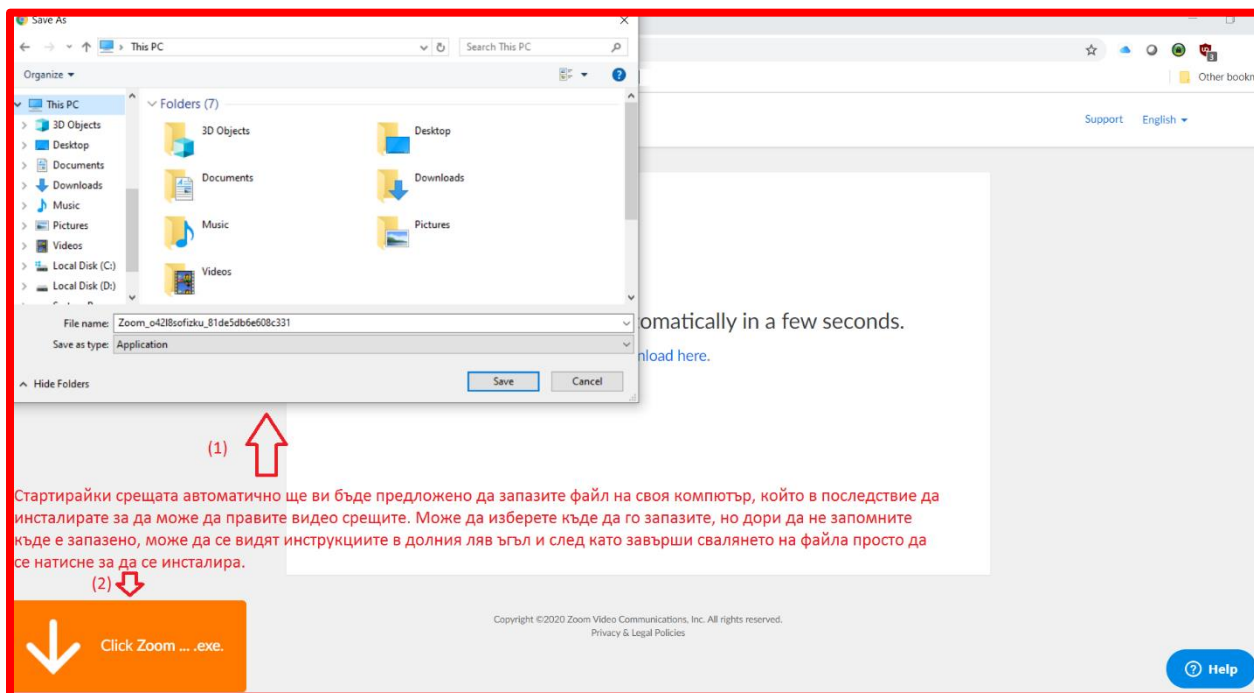 Save As
This PC
Search This PC
Organize
This PC
3D Objects
Desktop
Documents
Downloads
Music
Pictures
Videos
Local Disk (C:)
Local Disk (D:)
Folders (7)
3D Objects
Desktop
Documents
Downloads
Music
Pictures
Videos
File name: Zoom_o42l8sofizku_81de5db6e608c331
Save as type: Application
Hide Folders
Save Cancel
3
Other bookn
Support English
omatically in a few seconds.
nload here.
(1)
Стартирайки срещата автоматично ще ви бъде предложено да запазите файл на своя компютър, който в последствие да
инсталирате за да може да правите видео срещите. Може да изберете къде да го запазите, но дори да не запомните
къде е запазено, може да се видят инструкциите в долния ляв ъгъл и след като завърши свалянето на файла просто да
се натисне за да се инсталира.
(2)
Click Zoom ... .exe.
Copyright ©2020 Zoom Video Communications, Inc. All rights reserved.
Privacy & Legal Policies
Help